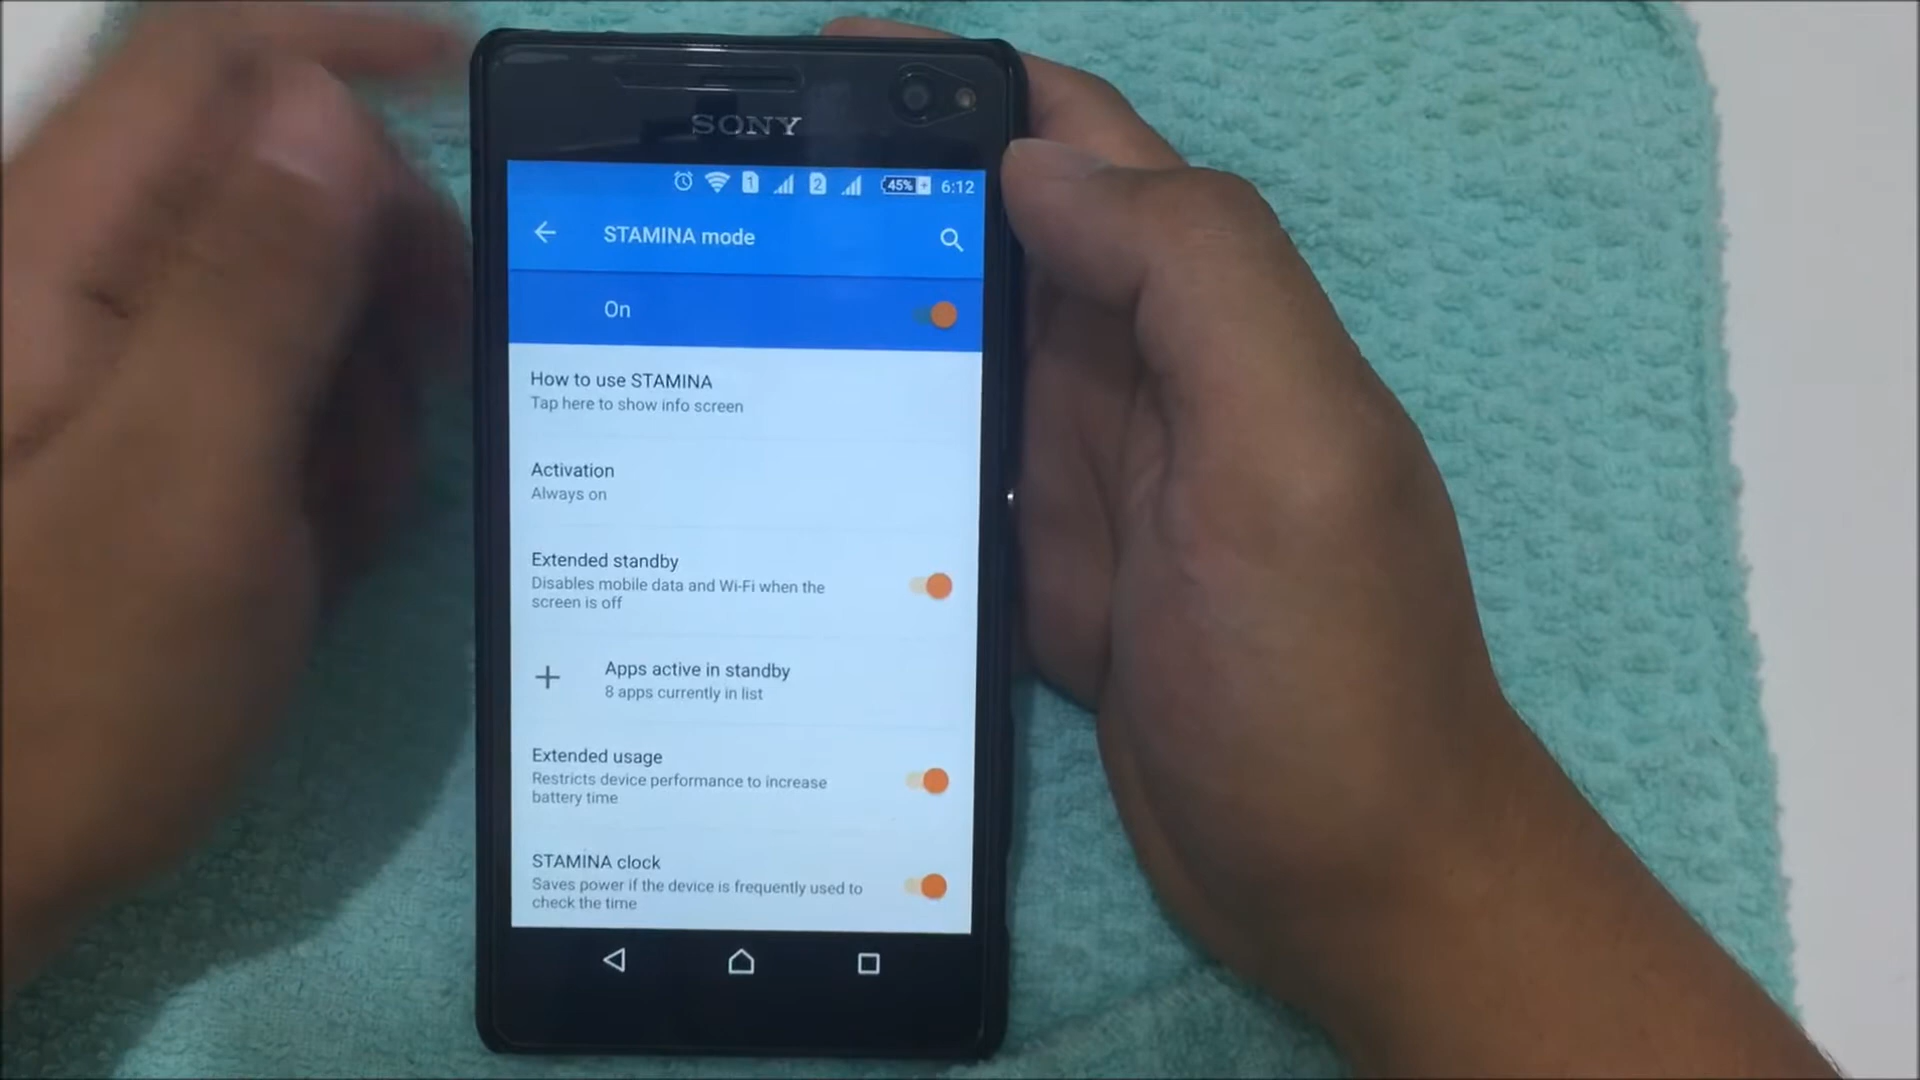 SONY
1 2 45% 6:12
STAMINA mode
On
How to use STAMINA
Tap here to show info screen
Activation
Always on
Extended standby
Disables mobile data and Wi-Fi when the
screen is off
Apps active in standby
8 apps currently in list
Extended usage
Restricts device performance to increase
battery time
STAMINA clock
Saves power if the device is frequently used to
check the time